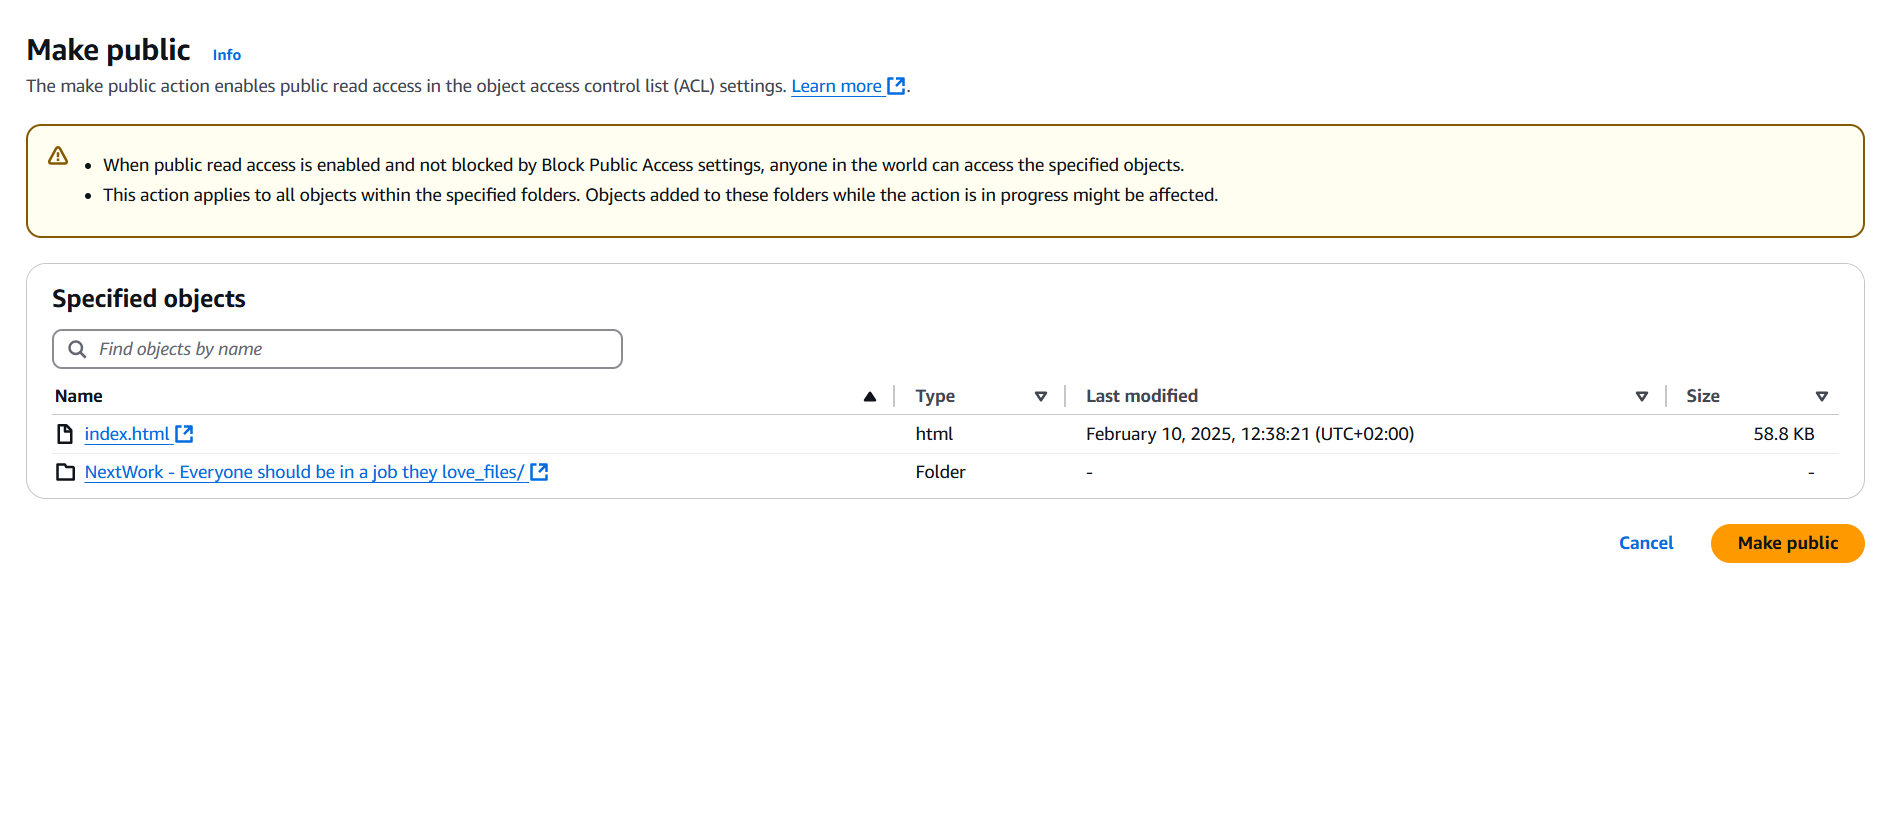 Make public Info
The make public action enables public read access in the object access control list (ACL) settings. Learn more.
When public read access is enabled and not blocked by Block Public Access settings, anyone in the world can access the specified objects.
This action applies to all objects within the specified folders. Objects added to these folders while the action is in progress might be affected.
Specified objects
Find objects by name
Name Type Last modified Size
index.html html February 10, 2025, 12:38:21 (UTC+02:00) 58.8 KB
NextWork - Everyone should be in a job they love_files/ Folder - -
Cancel Make public